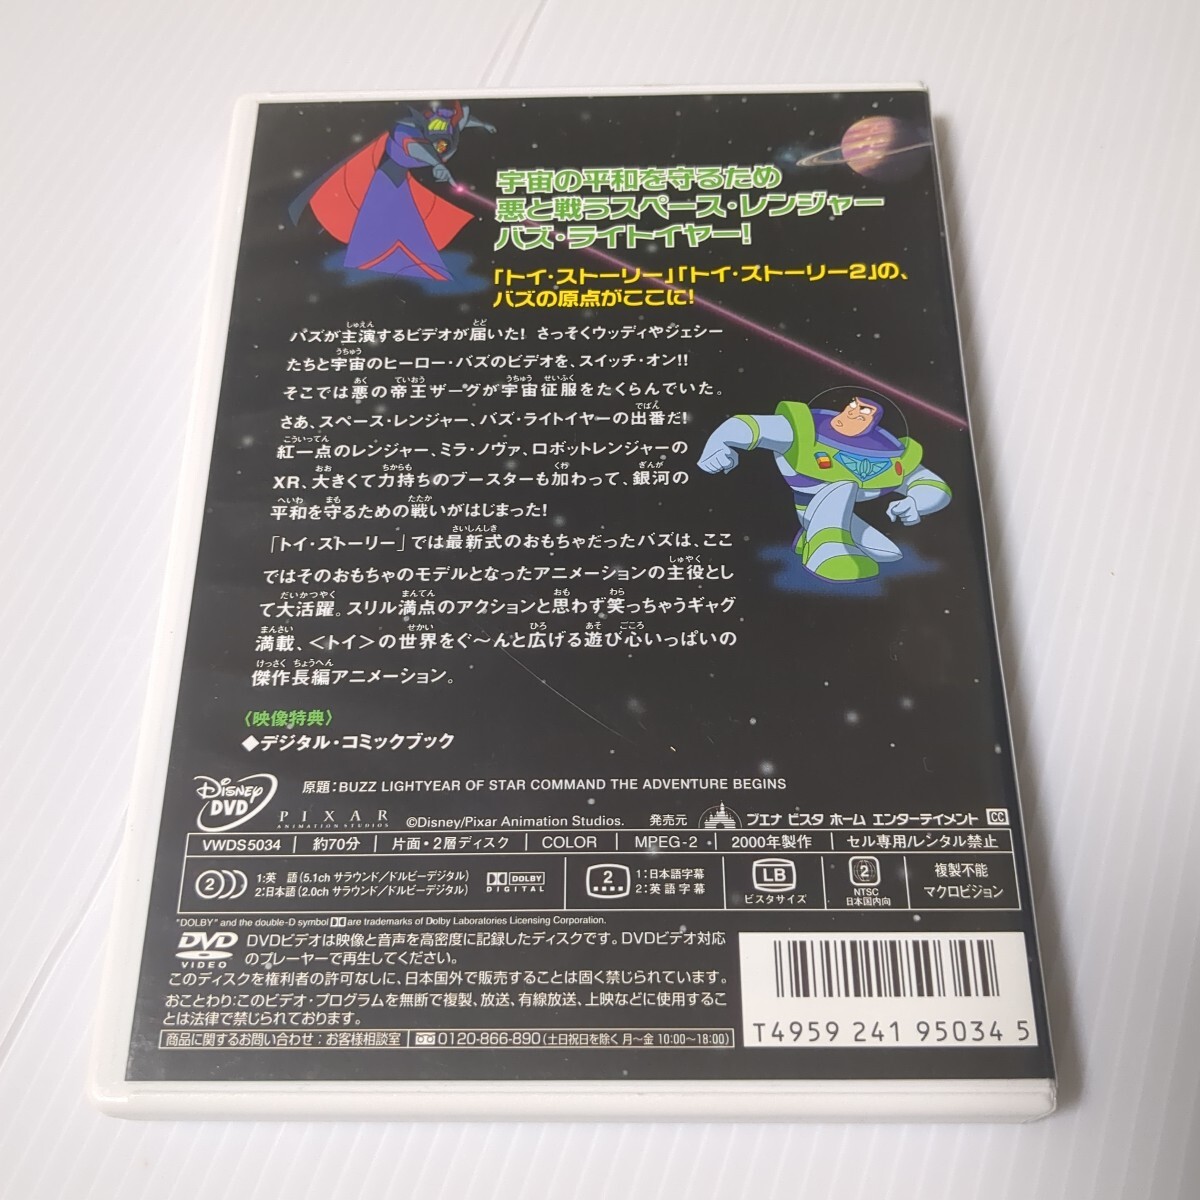 宇宙の平和を守るため
悪と戦うスペース・レンジャー
バズ・ライトイヤー!
「トイ・ストーリー」「トイ・ストーリー2」の、
バズの原点がここに!
バズが主演するビデオが届いた! さっそくウッディやジェシー
たちと宇宙のヒーロー・バズのビデオを、スイッチ・オン!!
そこでは悪の帝王ザーグが宇宙征服をたくらんでいた。
さあ、スペース・レンジャー、バズ・ライトイヤーの出番だ!
紅一点のレンジャー、ミラ・ノヴァ、ロボットレンジャーの
XR、大きくて力持ちのブースターも加わって、銀河の
平和を守るための戦いがはじまった!
「トイ・ストーリー」では最新式のおもちゃだったバズは、ここ
ではそのおもちゃのモデルとなったアニメーションの主役とし
て大活躍。スリル満点のアクションと思わず笑っちゃうギャグ
満載、<トイ>の世界をぐ〜んと広げる遊び心いっぱいの
傑作長編アニメーション。
〈映像特典〉
◆デジタル・コミックブック
Disney DVD
原題:BUZZ LIGHTYEAR OF STAR COMMAND THE ADVENTURE BEGINS
PIXAR
ANIMATION STUDIOS
©Disney/Pixar Animation Studios.
発売元 ブエナ ビスタ ホーム エンターテイメント CC
VWDS5034 約70分 片面・2層ディスク COLOR MPEG-2 2000年製作 セル専用/レンタル禁止
2 1:英 語 (5.1ch サラウンド/ドルビーデジタル)
2:日本語 (2.0ch サラウンド/ドルビーデジタル)
DOLBY DIGITAL
2 1:日本語字幕
2:英語字幕
LB ビスタサイズ
2 NTSC 日本国内向
複製不能
マクロビジョン
"DOLBY" and the double-D symbol are trademarks of Dolby Laboratories Licensing Corporation.
DVD VIDEO
DVDビデオは映像と音声を高密度に記録したディスクです。DVDビデオ対応
のプレーヤーで再生してください。
このディスクを権利者の許可なしに、日本国外で販売することは固く禁じられています。
おことわり:このビデオ・プログラムを無断で複製、放送、有線放送、上映などに使用するこ
とは法律で禁じられております。
商品に関するお問い合わせ:お客様相談室 0120-866-890 (土日祝日を除く 月〜金 10:00〜18:00)
T4959 241 95034 5